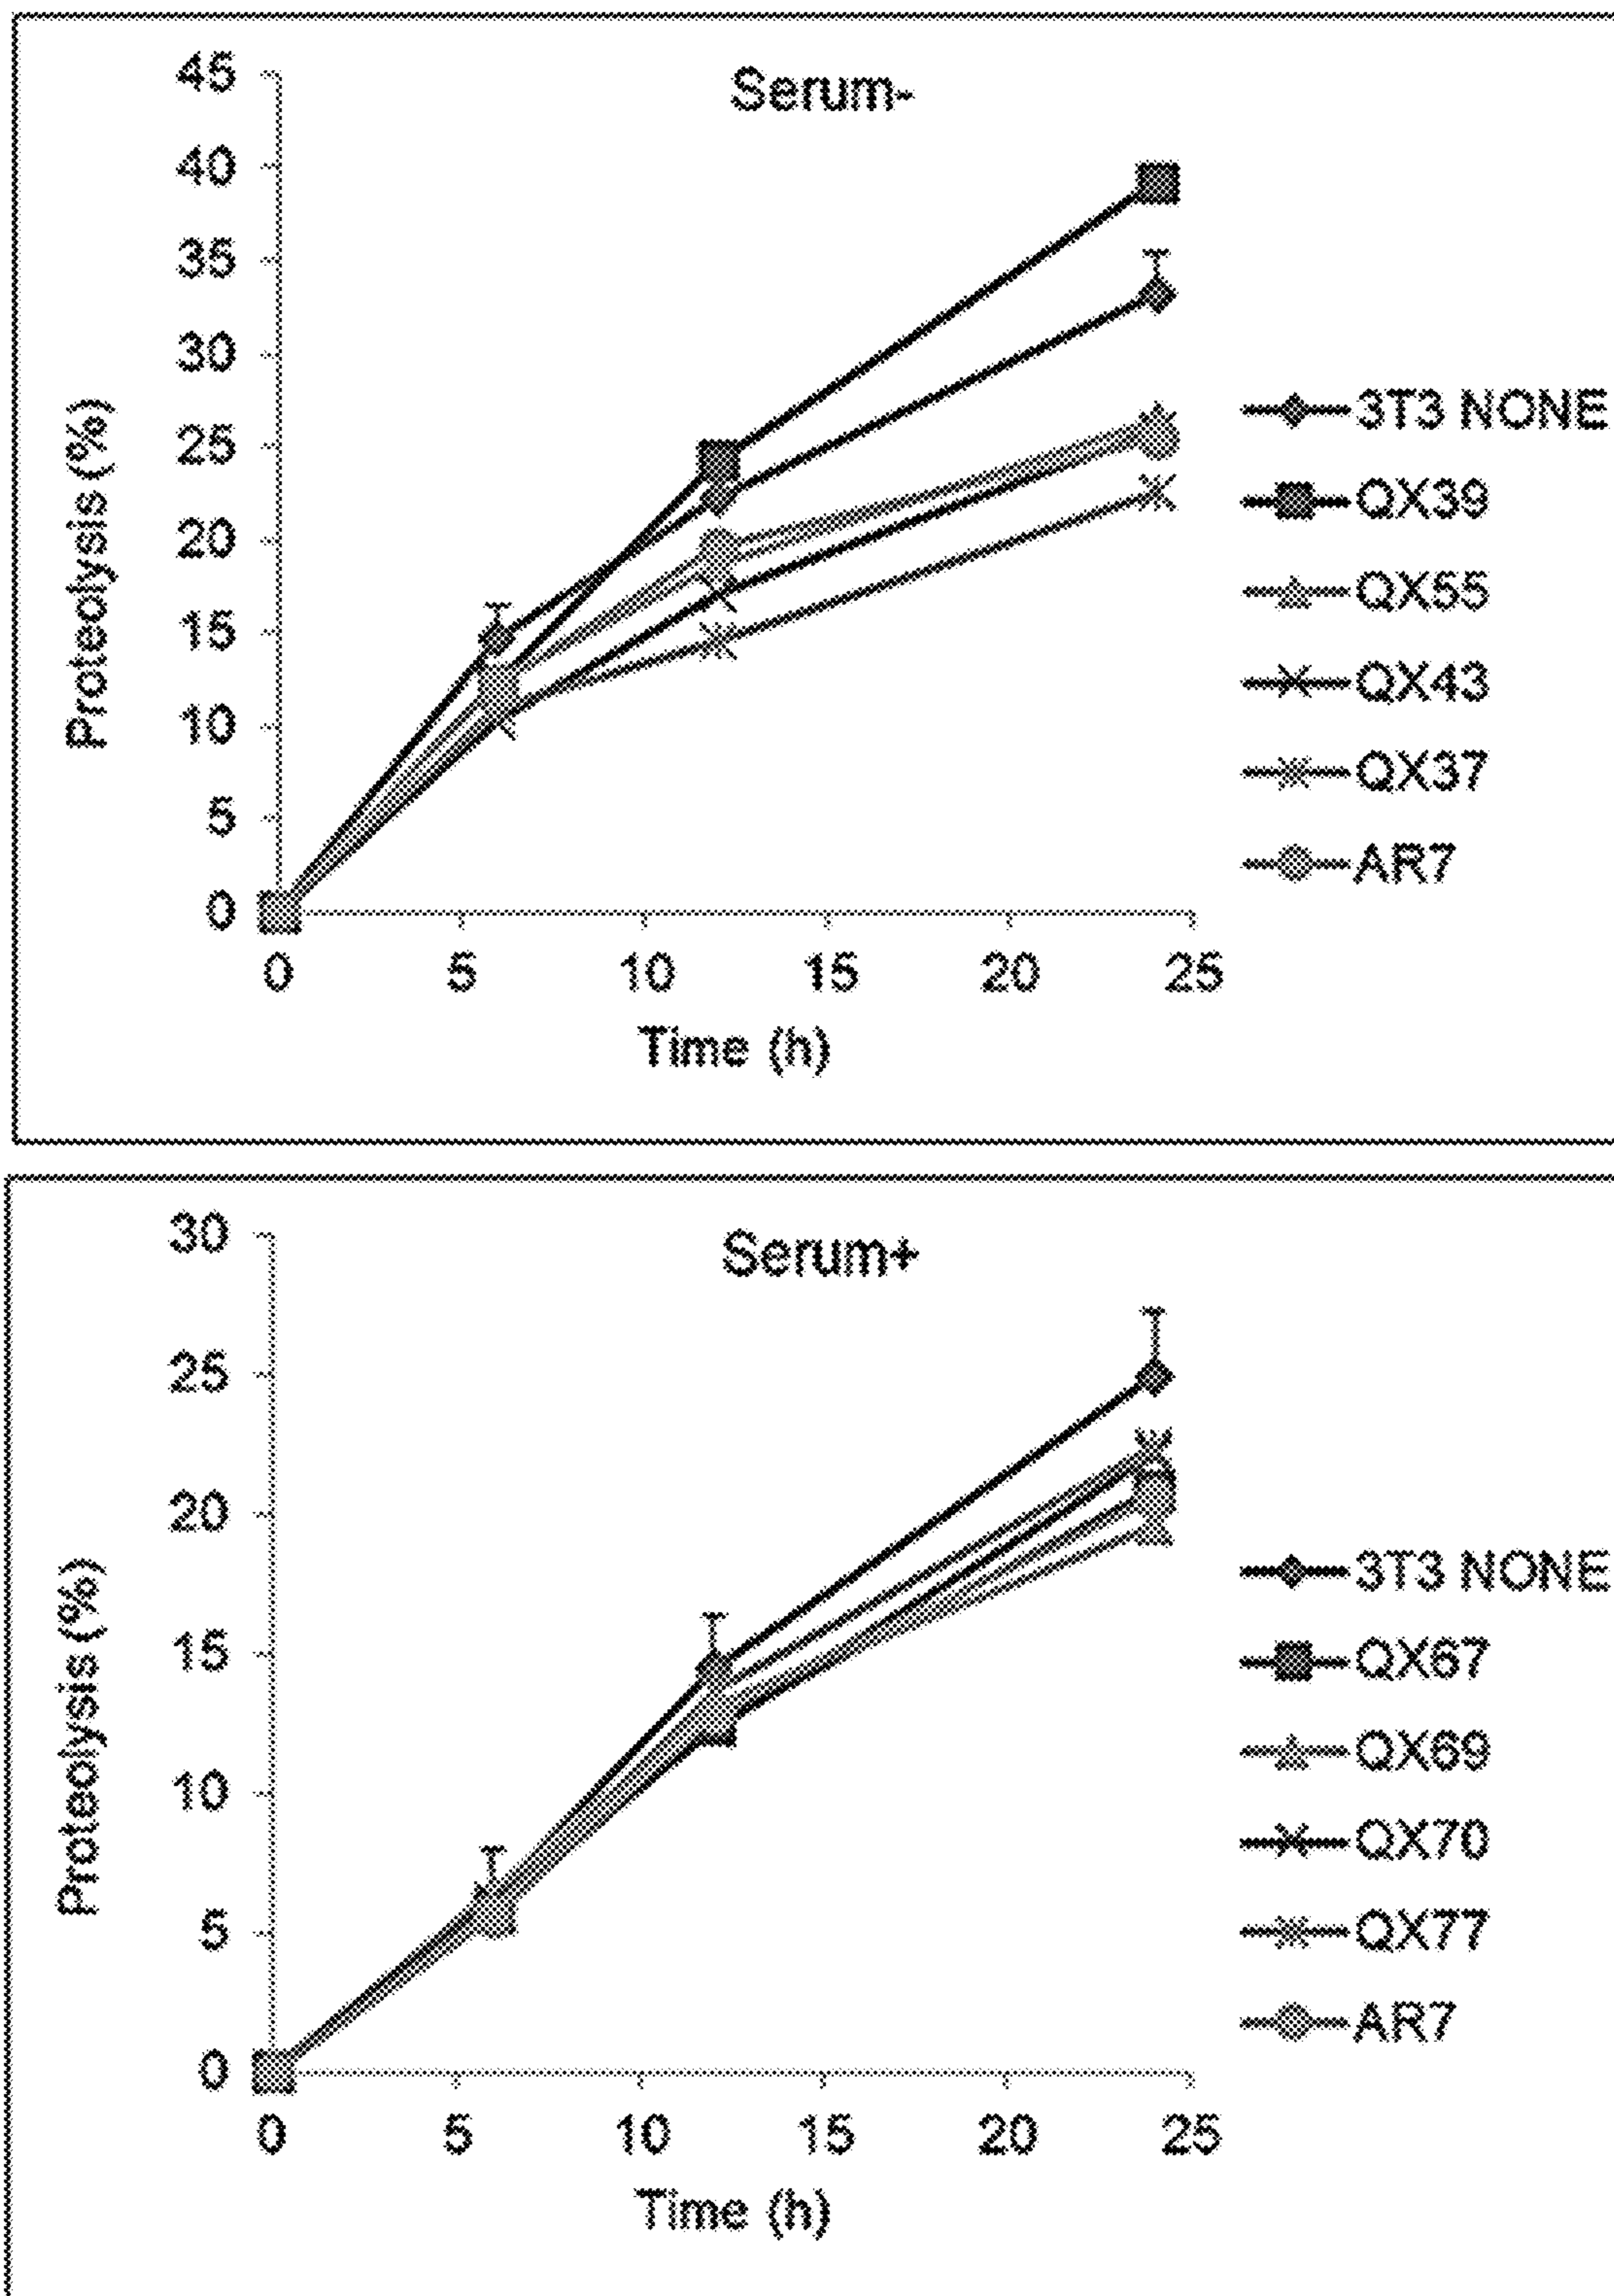 Serum-
45
40
35
30
25
20
15
10
5
0
Proteolysis (%)
0 5 10 15 20 25
Time (h)
3T3 NONE
QX39
QX55
QX43
QX37
AR7
Serum+
30
25
20
15
10
5
0
Proteolysis (%)
0 5 10 15 20 25
Time (h)
3T3 NONE
QX67
QX69
QX70
QX77
AR7